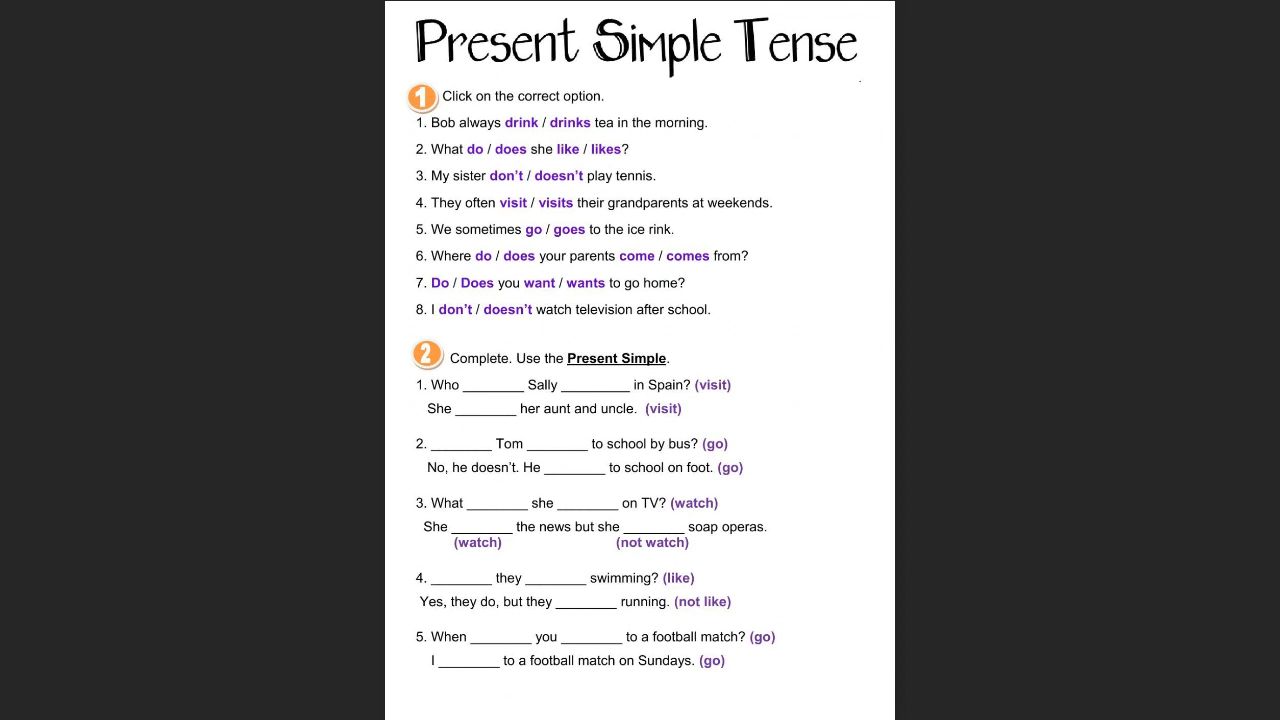 Present Simple Tense
1 Click on the correct option.
1. Bob always drink / drinks tea in the morning.
2. What do / does she like / likes?
3. My sister don’t / doesn’t play tennis.
4. They often visit / visits their grandparents at weekends.
5. We sometimes go / goes to the ice rink.
6. Where do / does your parents come / comes from?
7. Do / Does you want / wants to go home?
8. I don’t / doesn’t watch television after school.
2 Complete. Use the Present Simple.
1. Who ________ Sally _________ in Spain? (visit)
She ________ her aunt and uncle. (visit)
2. ________ Tom ________ to school by bus? (go)
No, he doesn’t. He ________ to school on foot. (go)
3. What ________ she ________ on TV? (watch)
She ________ the news but she ________ soap operas.
(watch) (not watch)
4. ________ they ________ swimming? (like)
Yes, they do, but they ________ running. (not like)
5. When ________ you ________ to a football match? (go)
I ________ to a football match on Sundays. (go)